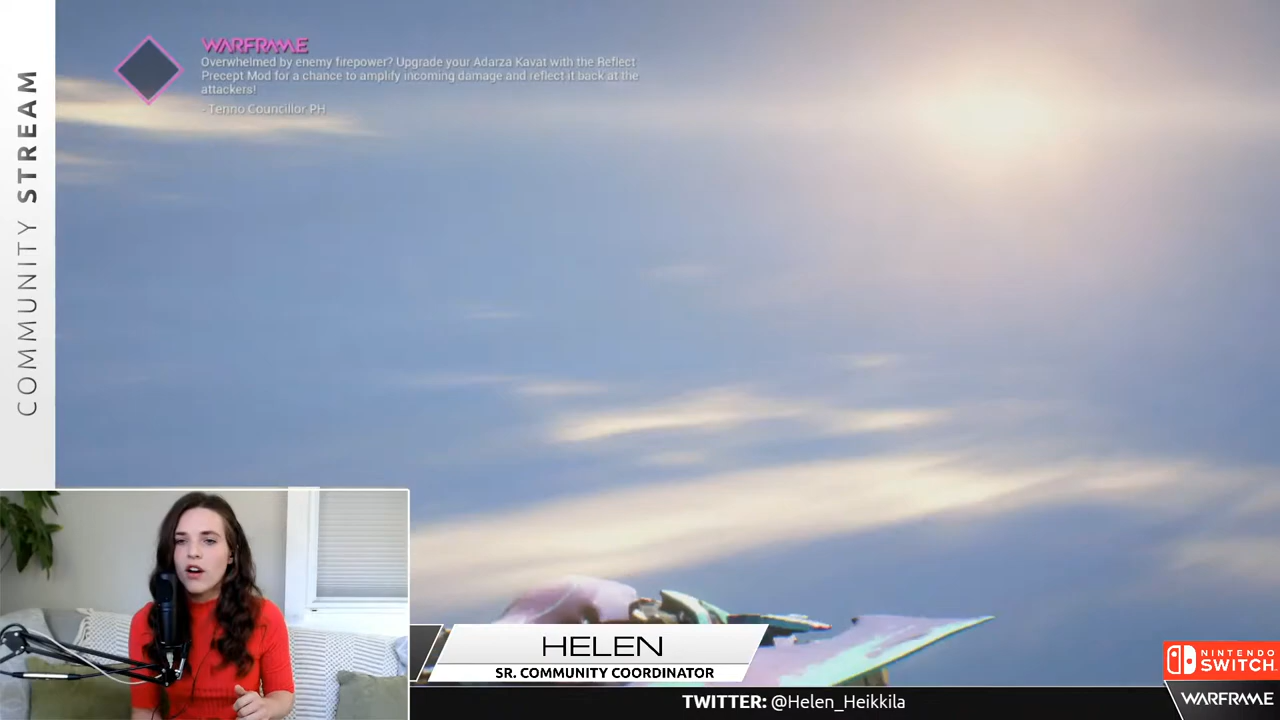 COMMUNITY STREAM
WARFRAME
Overwhelmed by enemy firepower? Upgrade your Adarza Kavat with the Reflect
Precept Mod for a chance to amplify incoming damage and reflect it back at the
attackers!
- Tenno Councillor PH
HELEN
SR. COMMUNITY COORDINATOR
TWITTER: @Helen_Heikkila
NINTENDO
SWITCH
WARFRAME